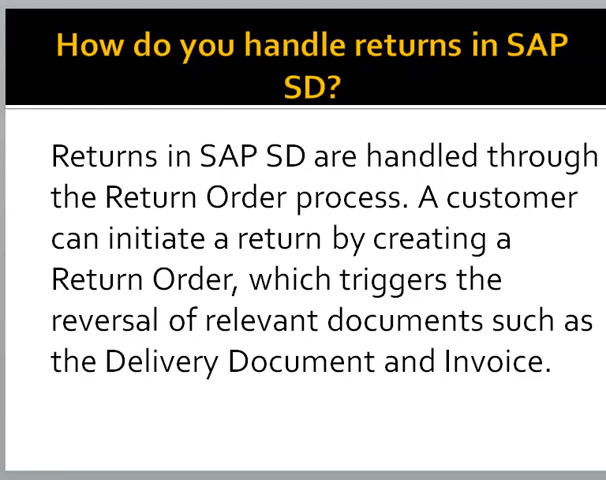 How do you handle returns in SAP
SD?
Returns in SAP SD are handled through
the Return Order process. A customer
can initiate a return by creating a
Return Order, which triggers the
reversal of relevant documents such as
the Delivery Document and Invoice.